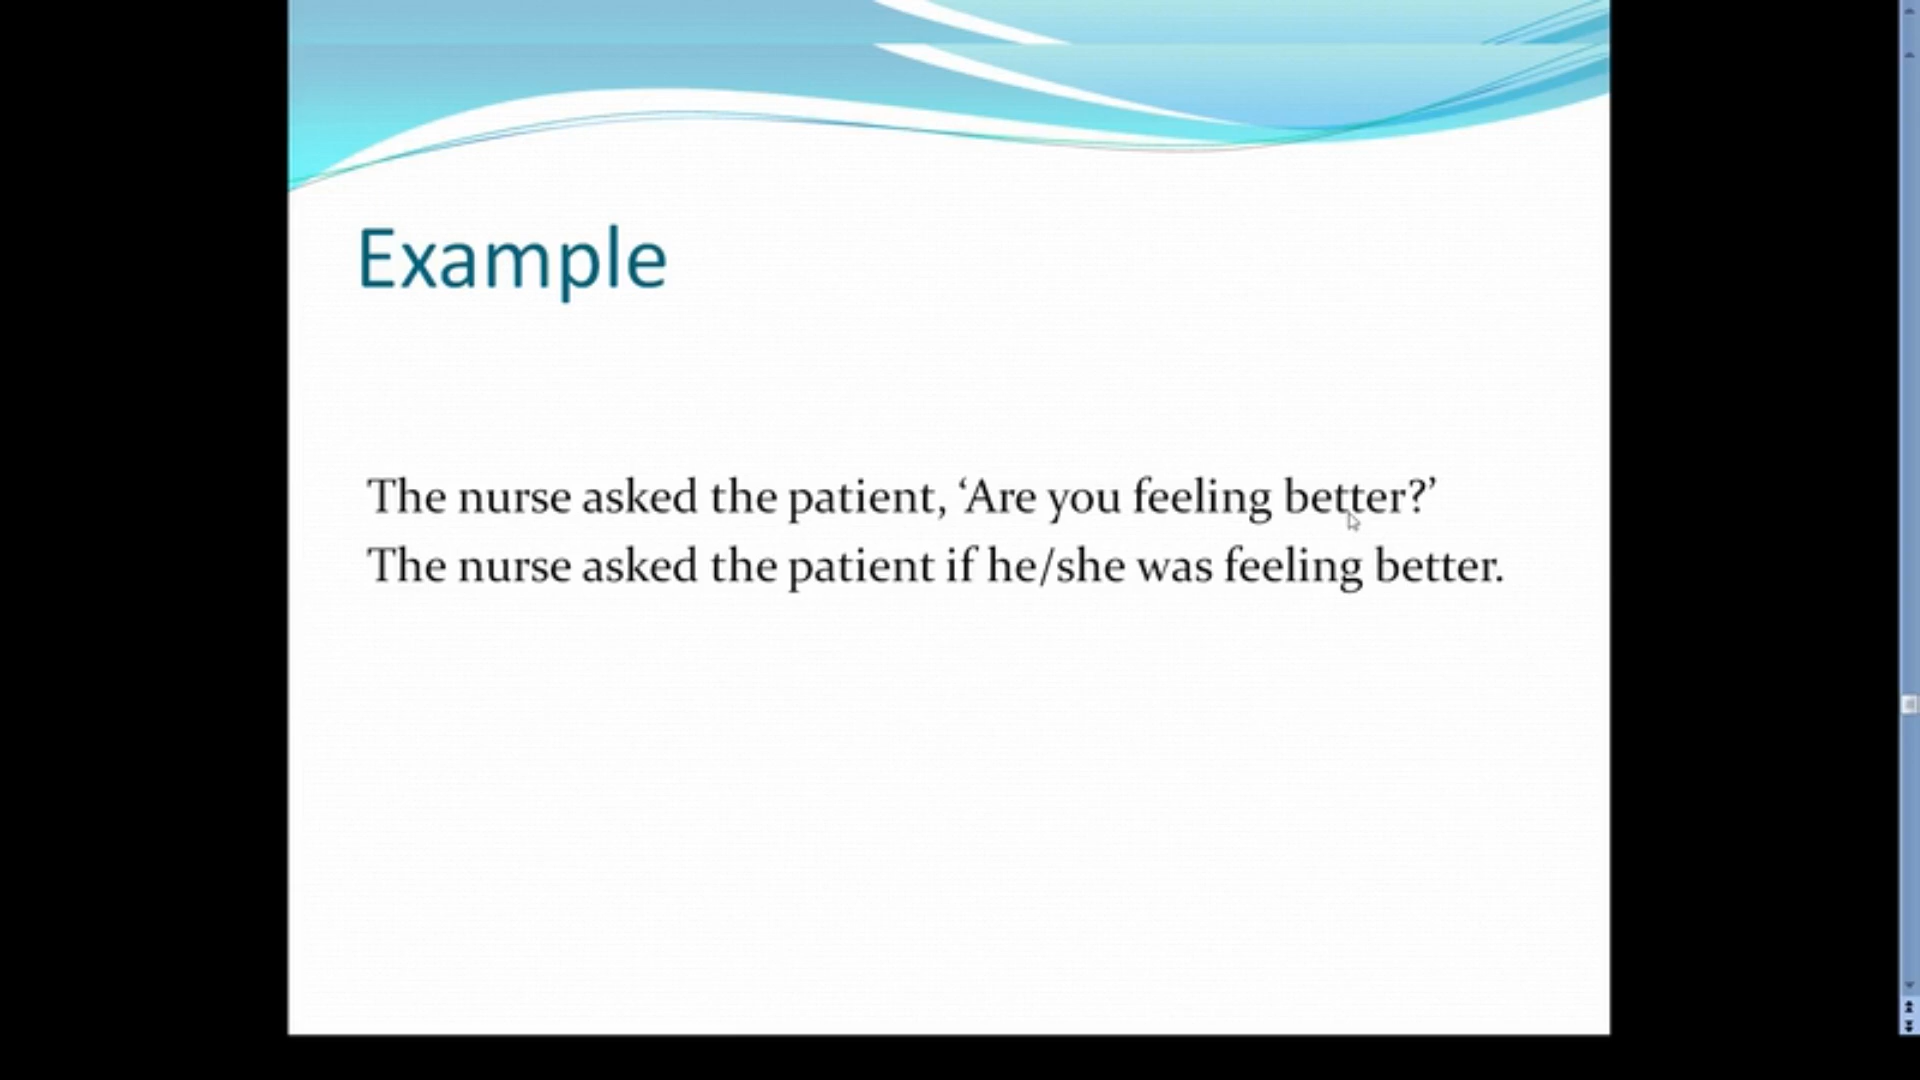 Example
The nurse asked the patient, ‘Are you feeling better?’
The nurse asked the patient if he/she was feeling better.